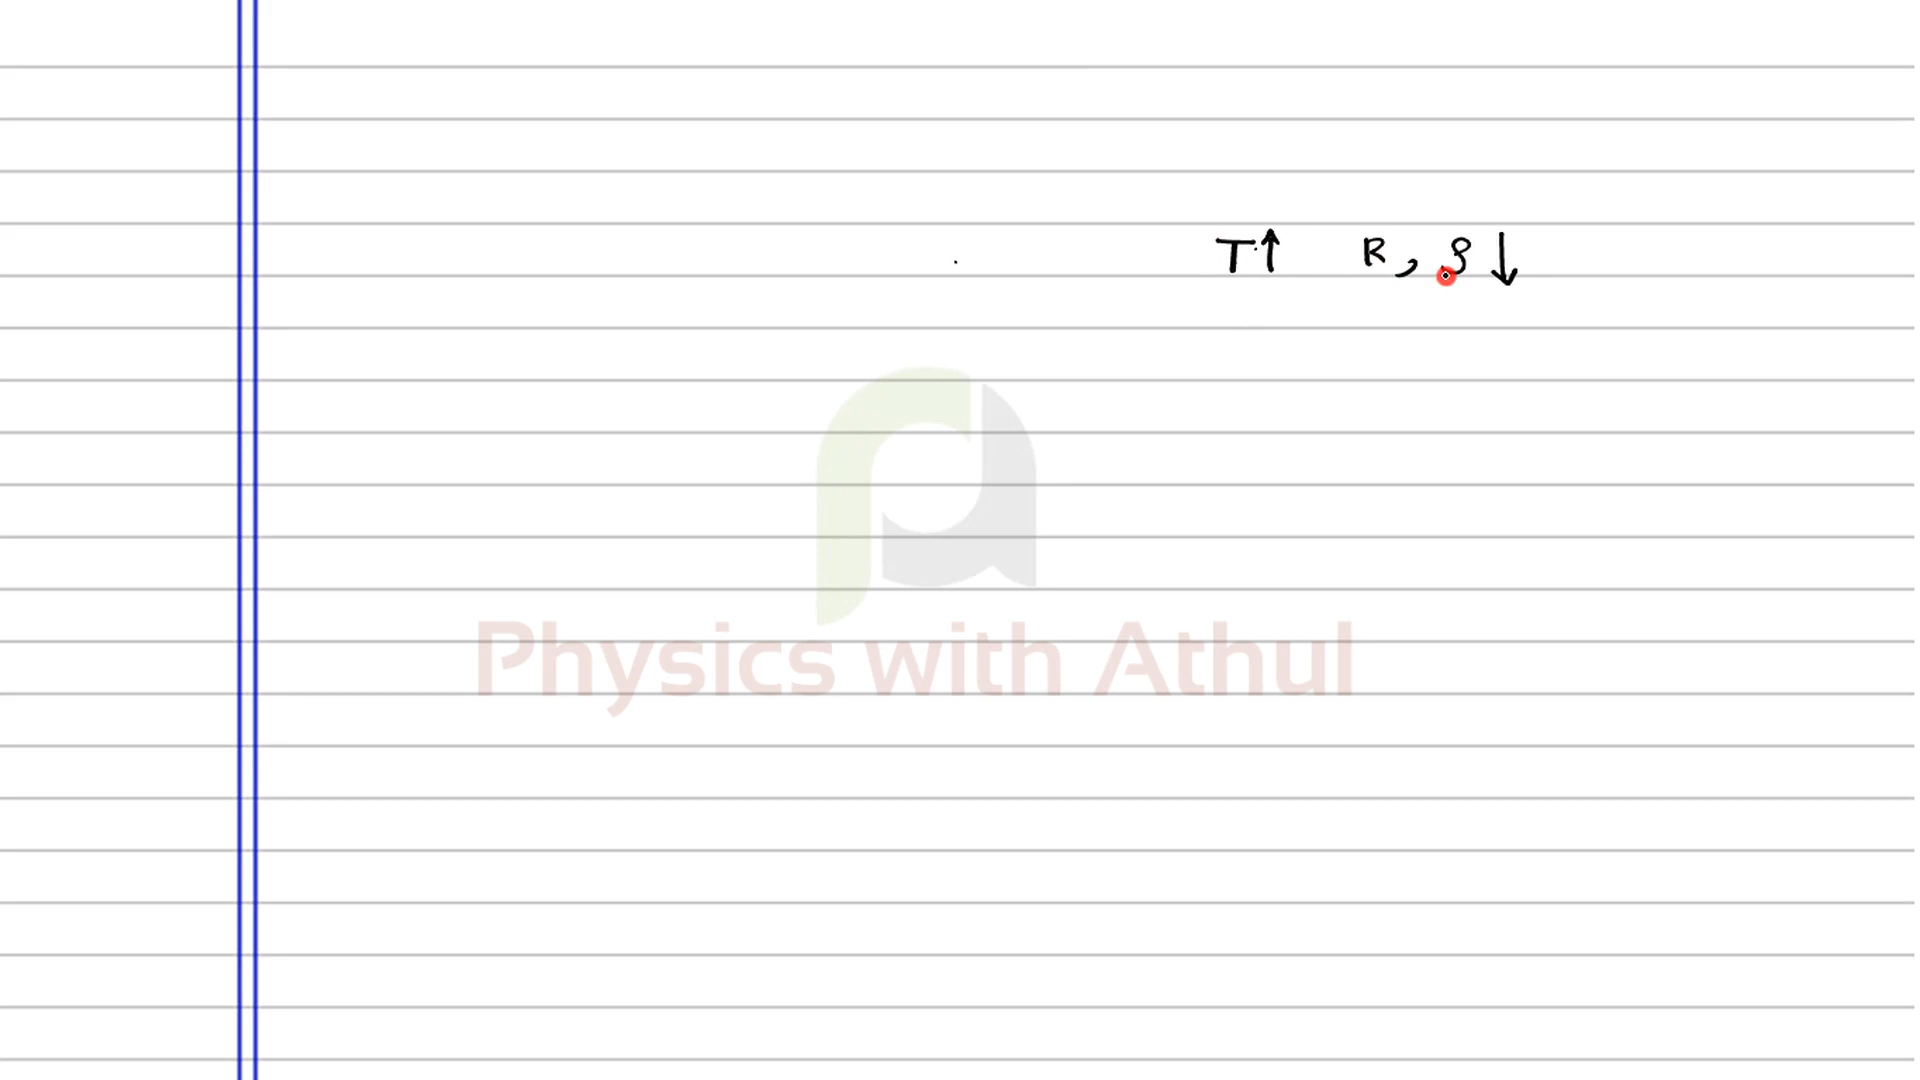 T↑ R, ρ ↓
Physics with Athul